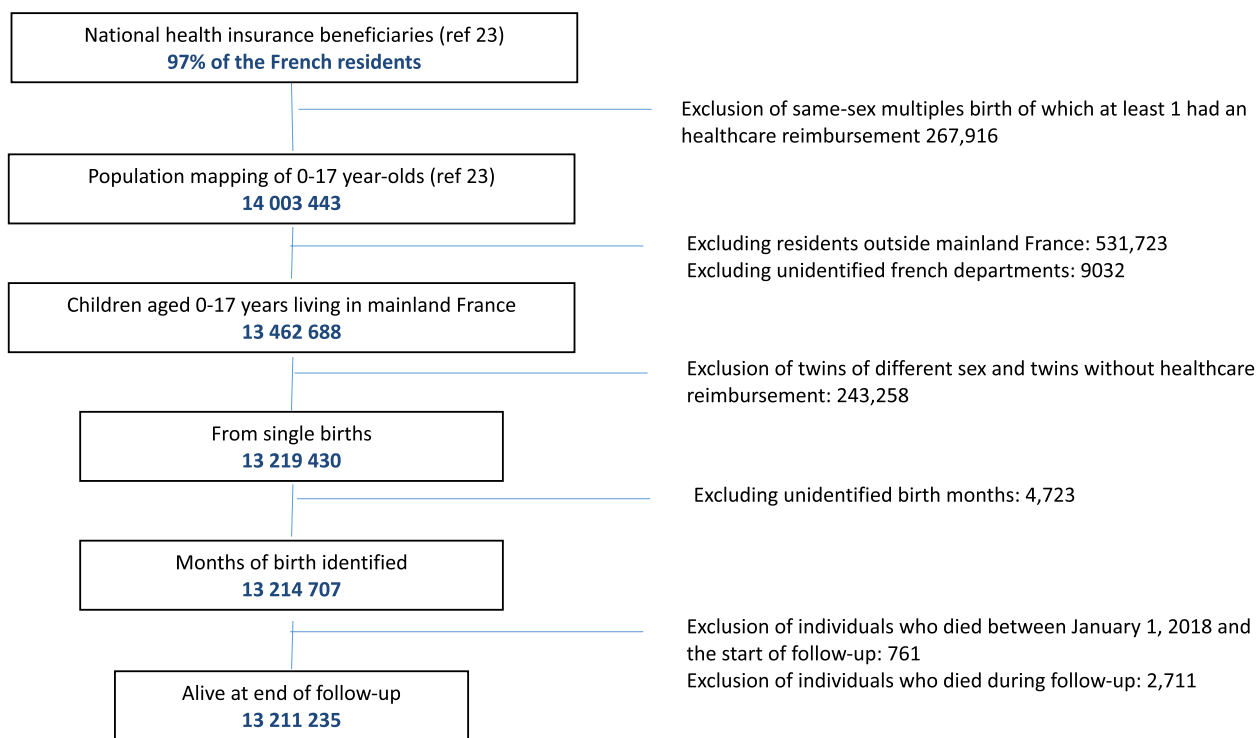 National health insurance beneficiaries (ref 23)
97% of the French residents
Exclusion of same-sex multiples birth of which at least 1 had an
healthcare reimbursement 267,916
Population mapping of 0-17 year-olds (ref 23)
14 003 443
Excluding residents outside mainland France: 531,723
Excluding unidentified french departments: 9032
Children aged 0-17 years living in mainland France
13 462 688
Exclusion of twins of different sex and twins without healthcare
reimbursement: 243,258
From single births
13 219 430
Excluding unidentified birth months: 4,723
Months of birth identified
13 214 707
Exclusion of individuals who died between January 1, 2018 and
the start of follow-up: 761
Exclusion of individuals who died during follow-up: 2,711
Alive at end of follow-up
13 211 235